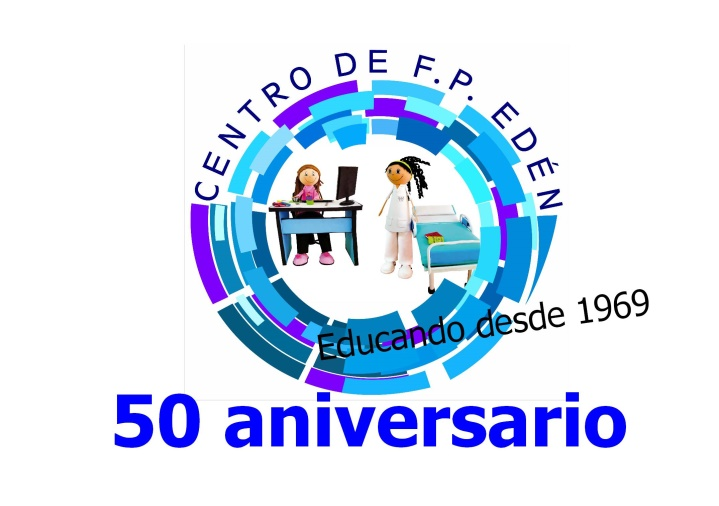 CENTRO DE F.P. EDÉN
Educando desde 1969
50 aniversario